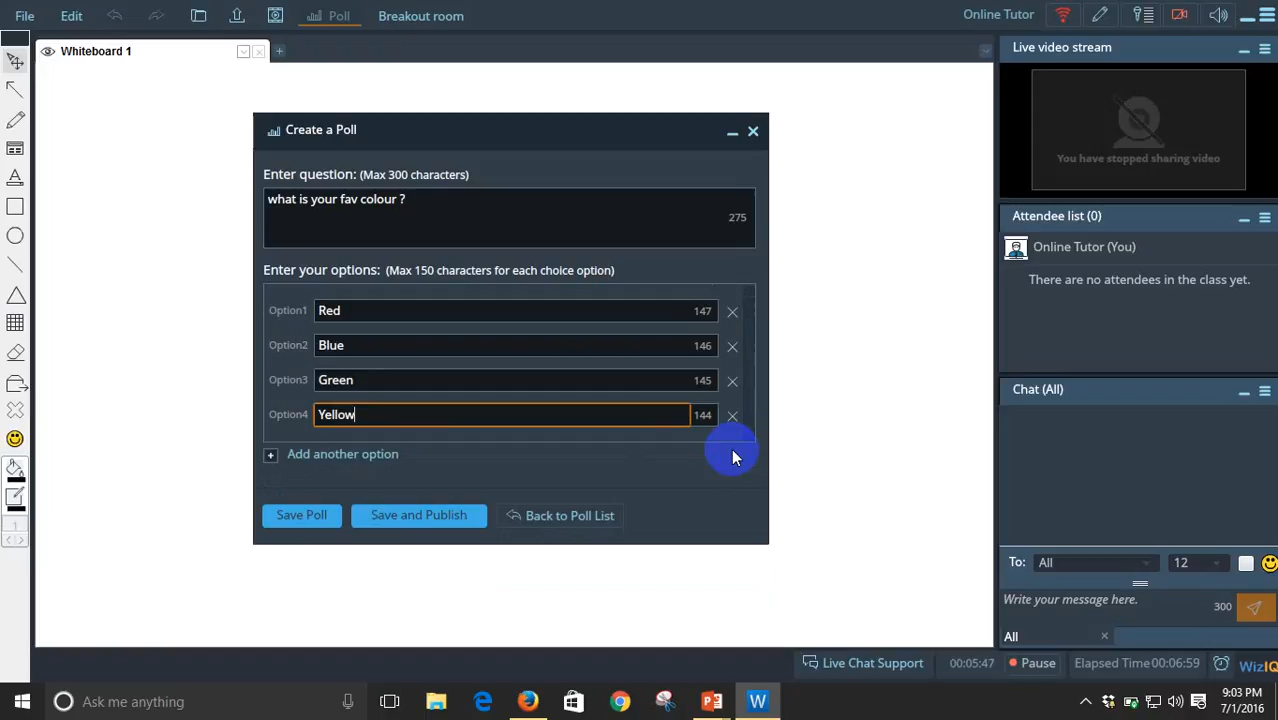 File Edit Poll Breakout room Online Tutor
Whiteboard 1
Live video stream
You have stopped sharing video
Create a Poll
Enter question: (Max 300 characters)
what is your fav colour ?
275
Enter your options: (Max 150 characters for each choice option)
Option1 Red 147
Option2 Blue 146
Option3 Green 145
Option4 Yellow 144
Add another option
Save Poll Save and Publish Back to Poll List
Attendee list (0)
Online Tutor (You)
There are no attendees in the class yet.
Chat (All)
To: All 12
Write your message here. 300
All
1
Live Chat Support 00:05:47 Pause Elapsed Time00:06:59 WizIQ
Ask me anything
9:03 PM
7/1/2016